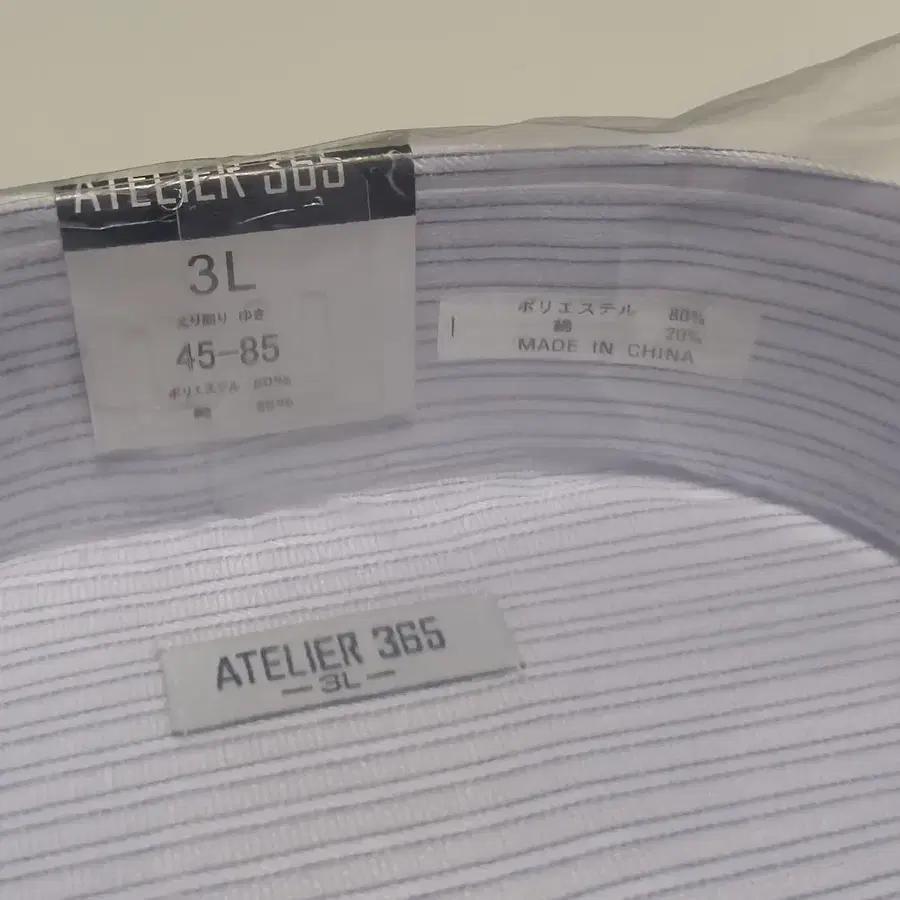 ATELIER 365
3L
えり廻り ゆき
45-85
ポリエステル 80%
綿
ポリエステル 80%
綿 20%
MADE IN CHINA
ATELIER 365
-3L-